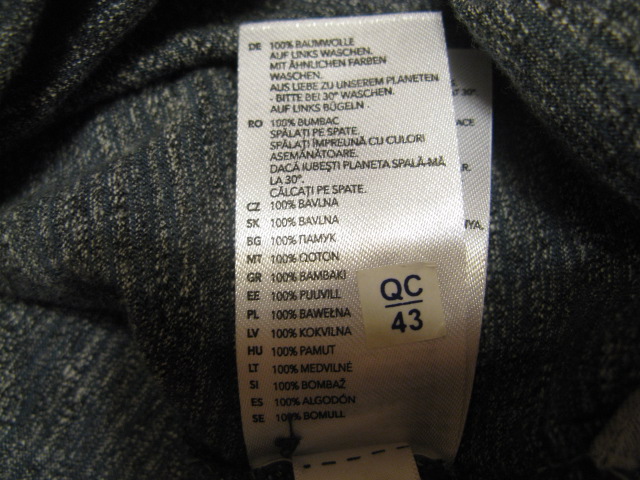 DE 100% BAUMWOLLE
AUF LINKS WASCHEN.
MIT ÄHNLICHEN FARBEN
WASCHEN.
AUS LIEBE ZU UNSEREM PLANETEN
- BITTE BEI 30° WASCHEN.
AUF LINKS BÜGELN.
RO 100% BUMBAC
SPĂLAȚI PE SPATE.
SPĂLAȚI ÎMPREUNĂ CU CULORI
ASEMĂNĂTOARE.
DACĂ IUBEȘTI PLANETA SPALĂ-MĂ
LA 30°.
CĂLCAȚI PE SPATE.
CZ 100% BAVLNA
SK 100% BAVLNA
BG 100% ПАМУК
MT 100% QOTON
GR 100% BAMBAKI
EE 100% PUUVILL
PL 100% BAWEŁNA
LV 100% KOKVILNA
HU 100% PAMUT
LT 100% MEDVILNĖ
SI 100% BOMBAŽ
ES 100% ALGODÓN
SE 100% BOMULL
QC
43